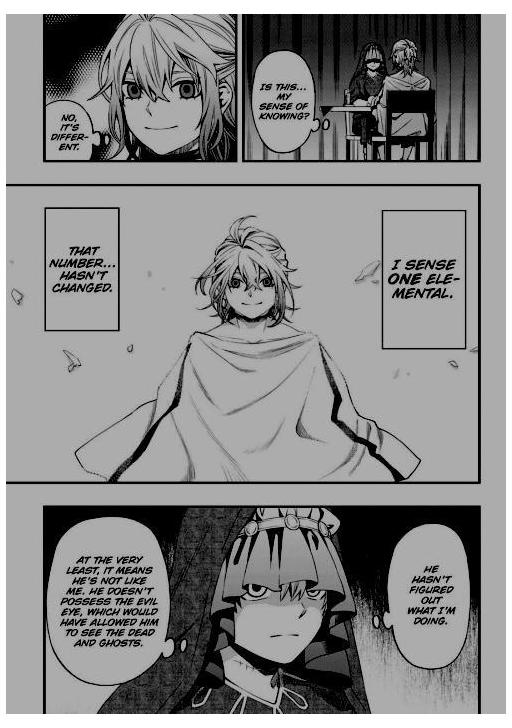 IS THIS...
MY
SENSE OF
KNOWING?
NO,
IT'S
DIFFER-
ENT.
I SENSE
ONE ELE-
MENTAL.
THAT
NUMBER...
HASN'T
CHANGED.
HE
HASN'T
FIGURED
OUT
WHAT I'M
DOING.
AT THE VERY
LEAST, IT MEANS
HE'S NOT LIKE
ME. HE DOESN'T
POSSESS THE EVIL
EYE, WHICH WOULD
HAVE ALLOWED HIM
TO SEE THE DEAD
AND GHOSTS.